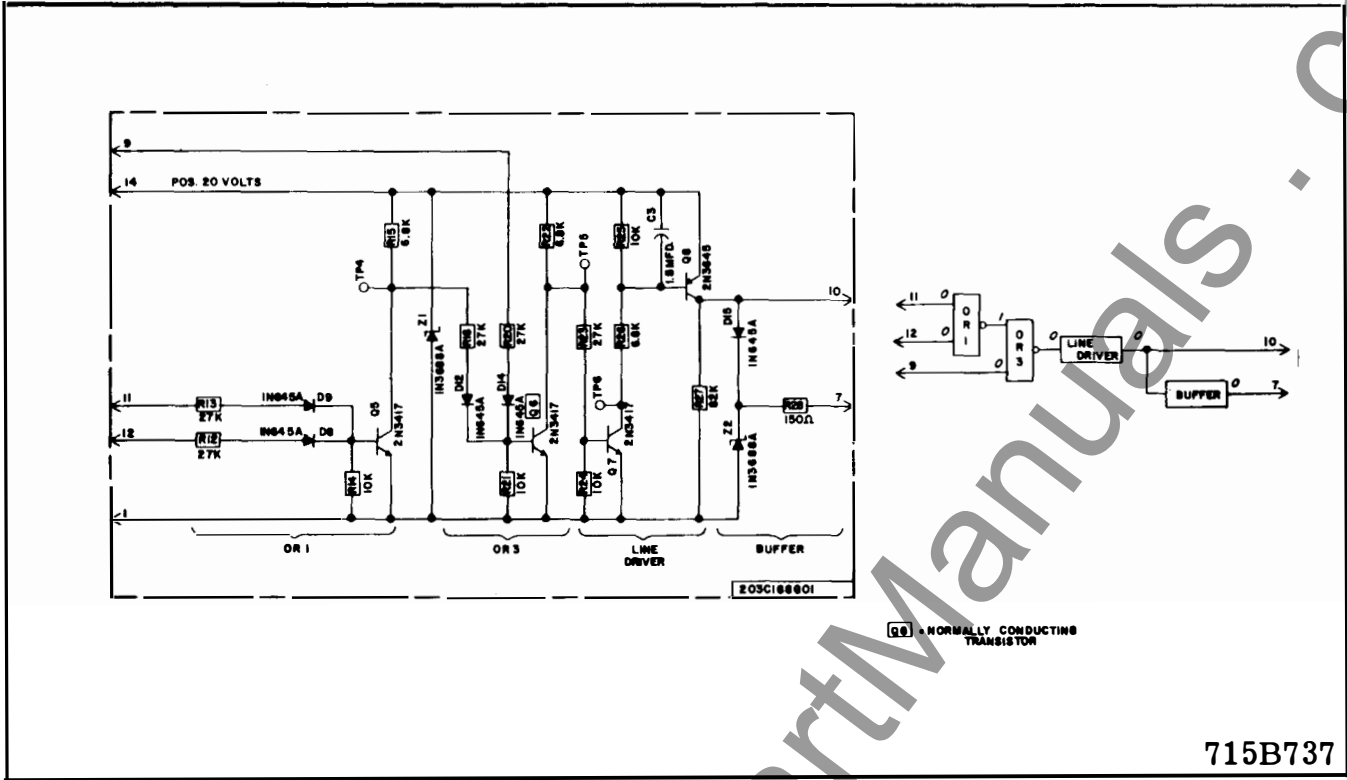 9
14 POS. 20 VOLTS
R15
6.8K
TP4
Z1
1N3688A
R16
27K
R20
27K
D12
1N645A
D14
1N645A
Q6
2N3417
R22
6.8K
TP5
R23
27K
R25
10K
R26
6.8K
C3
1.5MFD.
Q8
2N3645
10
D15
1N645A
11
R13
27K
1N645A D9
12
R12
27K
1N645A D8
Q5
2N3417
R14
10K
R21
10K
TP6
2N3417
Q7
R24
10K
R27
82K
Z2
1N3688A
R28
150Ω
7
1
OR 1
OR 3
LINE
DRIVER
BUFFER
11 0
12 0
9 0
OR 1
1
OR 3
0
LINE
DRIVER
0
10
BUFFER
0
7
Q6 = NORMALLY CONDUCTING
TRANSISTOR
715B737